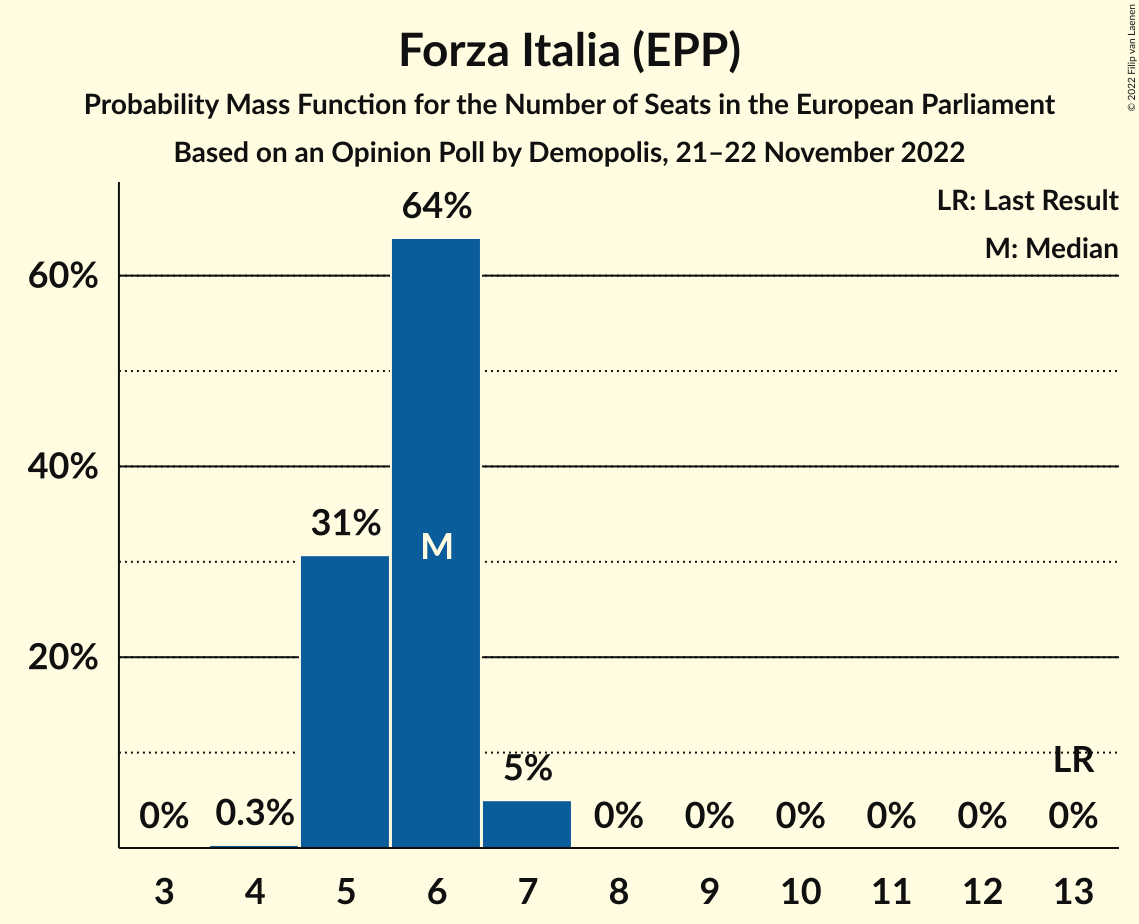 Forza Italia (EPP)
Probability Mass Function for the Number of Seats in the European Parliament
Based on an Opinion Poll by Demopolis, 21–22 November 2022
© 2022 Filip van Laenen
LR: Last Result
M: Median
64%
60%
40%
31%
M
20%
LR
5%
0% 0.3% 0% 0% 0% 0% 0% 0%
3 4 5 6 7 8 9 10 11 12 13